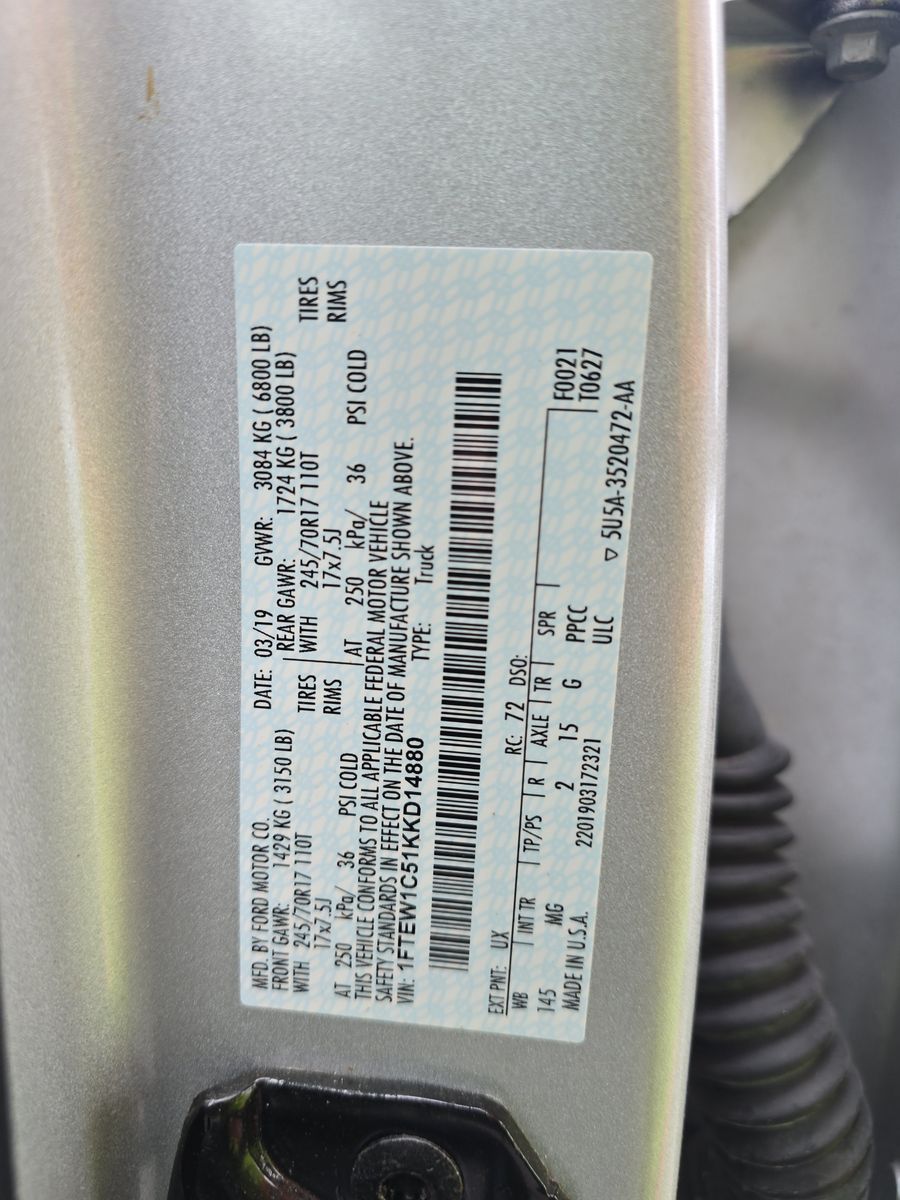 MFD. BY FORD MOTOR CO. DATE: 03/19 GVWR: 3084 KG ( 6800 LB)
FRONT GAWR: 1429 KG ( 3150 LB) REAR GAWR: 1724 KG ( 3800 LB)
WITH 245/70R17 110T TIRES WITH 245/70R17 110T TIRES
17x7.5J RIMS 17x7.5J RIMS
AT 250 kPa/ 36 PSI COLD AT 250 kPa/ 36 PSI COLD
THIS VEHICLE CONFORMS TO ALL APPLICABLE FEDERAL MOTOR VEHICLE
SAFETY STANDARDS IN EFFECT ON THE DATE OF MANUFACTURE SHOWN ABOVE.
VIN: 1FTEW1C51KKD14880 TYPE: Truck
EXT PNT: UX RC: 72 DSO:
WB INT TR TP/PS R AXLE TR SPR F0021
145 MG 2 15 G PPCC T0627
MADE IN U.S.A. 2201903172321 ULC
▽ 5U5A-3520472-AA